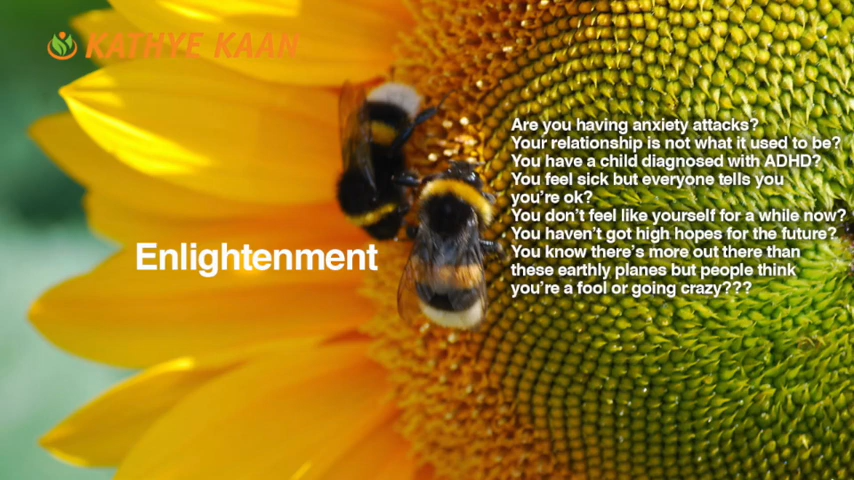 KATHYE KAAN
Enlightenment
Are you having anxiety attacks?
Your relationship is not what it used to be?
You have a child diagnosed with ADHD?
You feel sick but everyone tells you
you're ok?
You don't feel like yourself for a while now?
You haven't got high hopes for the future?
You know there's more out there than
these earthly planes but people think
you're a fool or going crazy???